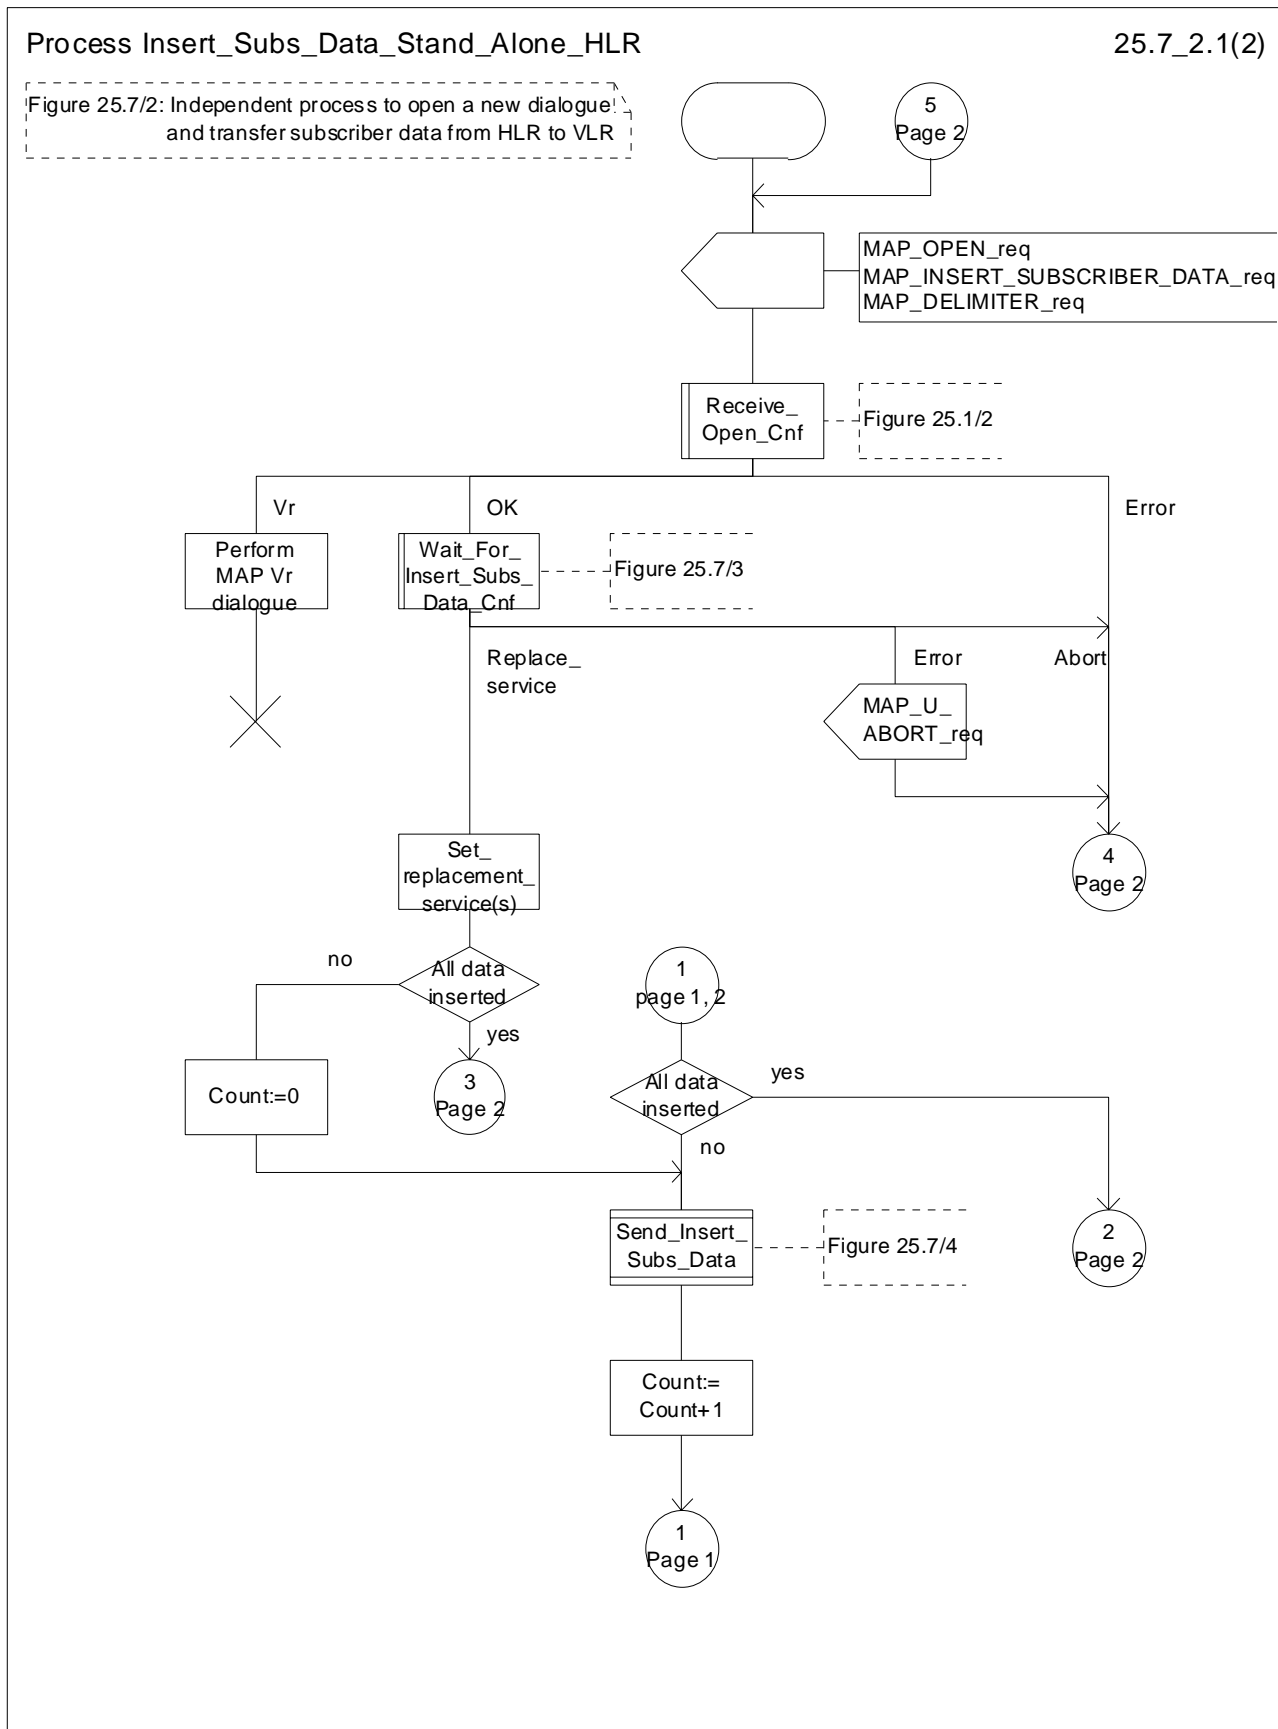 Process Insert_Subs_Data_Stand_Alone_HLR
25.7_2.1(2)
Figure 25.7/2: Independent process to open a new dialogue
and transfer subscriber data from HLR to VLR
5
Page 2
MAP_OPEN_req
MAP_INSERT_SUBSCRIBER_DATA_req
MAP_DELIMITER_req
Receive_
Open_Cnf
Figure 25.1/2
Vr
OK
Error
Perform
MAP Vr
dialogue
Wait_For_
Insert_Subs_
Data_Cnf
Figure 25.7/3
Replace_
service
Error
Abort
MAP_U_
ABORT_req
Set_
replacement_
service(s)
4
Page 2
no
All data
inserted
yes
1
page 1, 2
Count:=0
3
Page 2
All data
inserted
yes
no
Send_Insert_
Subs_Data
Figure 25.7/4
2
Page 2
Count:=
Count+1
1
Page 1